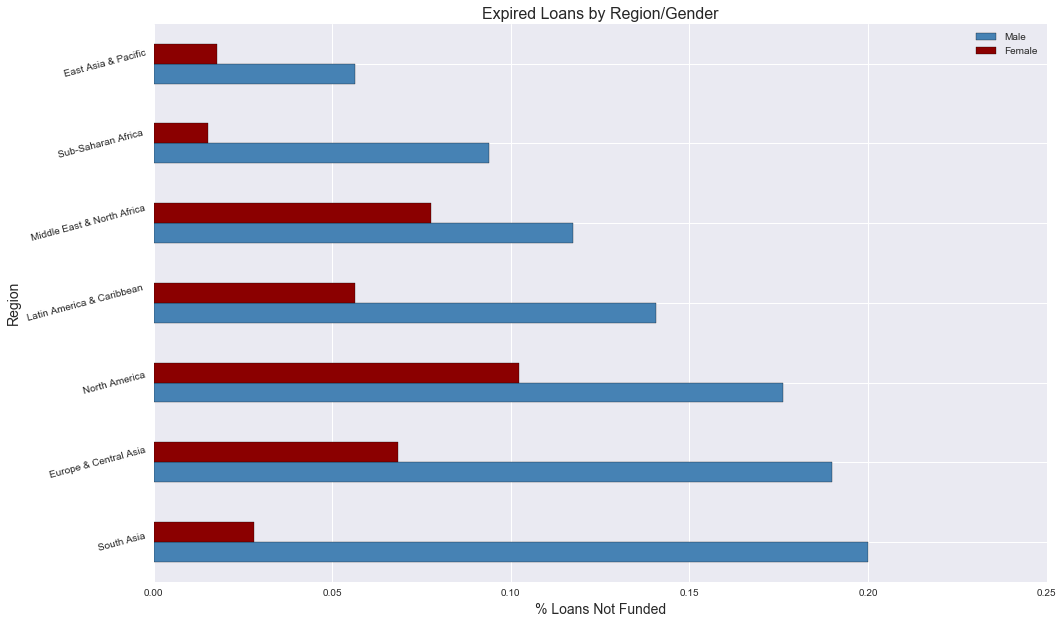 Expired Loans by Region/Gender
Male
Female
East Asia & Pacific
Sub-Saharan Africa
Middle East & North Africa
Latin America & Caribbean
North America
Europe & Central Asia
South Asia
Region
0.00 0.05 0.10 0.15 0.20 0.25
% Loans Not Funded